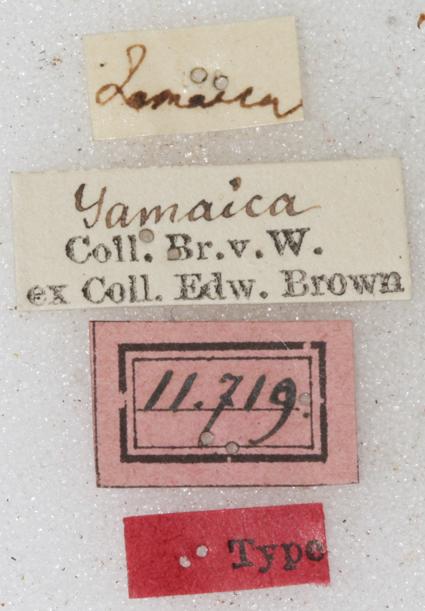 Jamaica
Yamaica
Coll. Br. v. W.
ex Coll. Edw. Brown
11.719.
Type